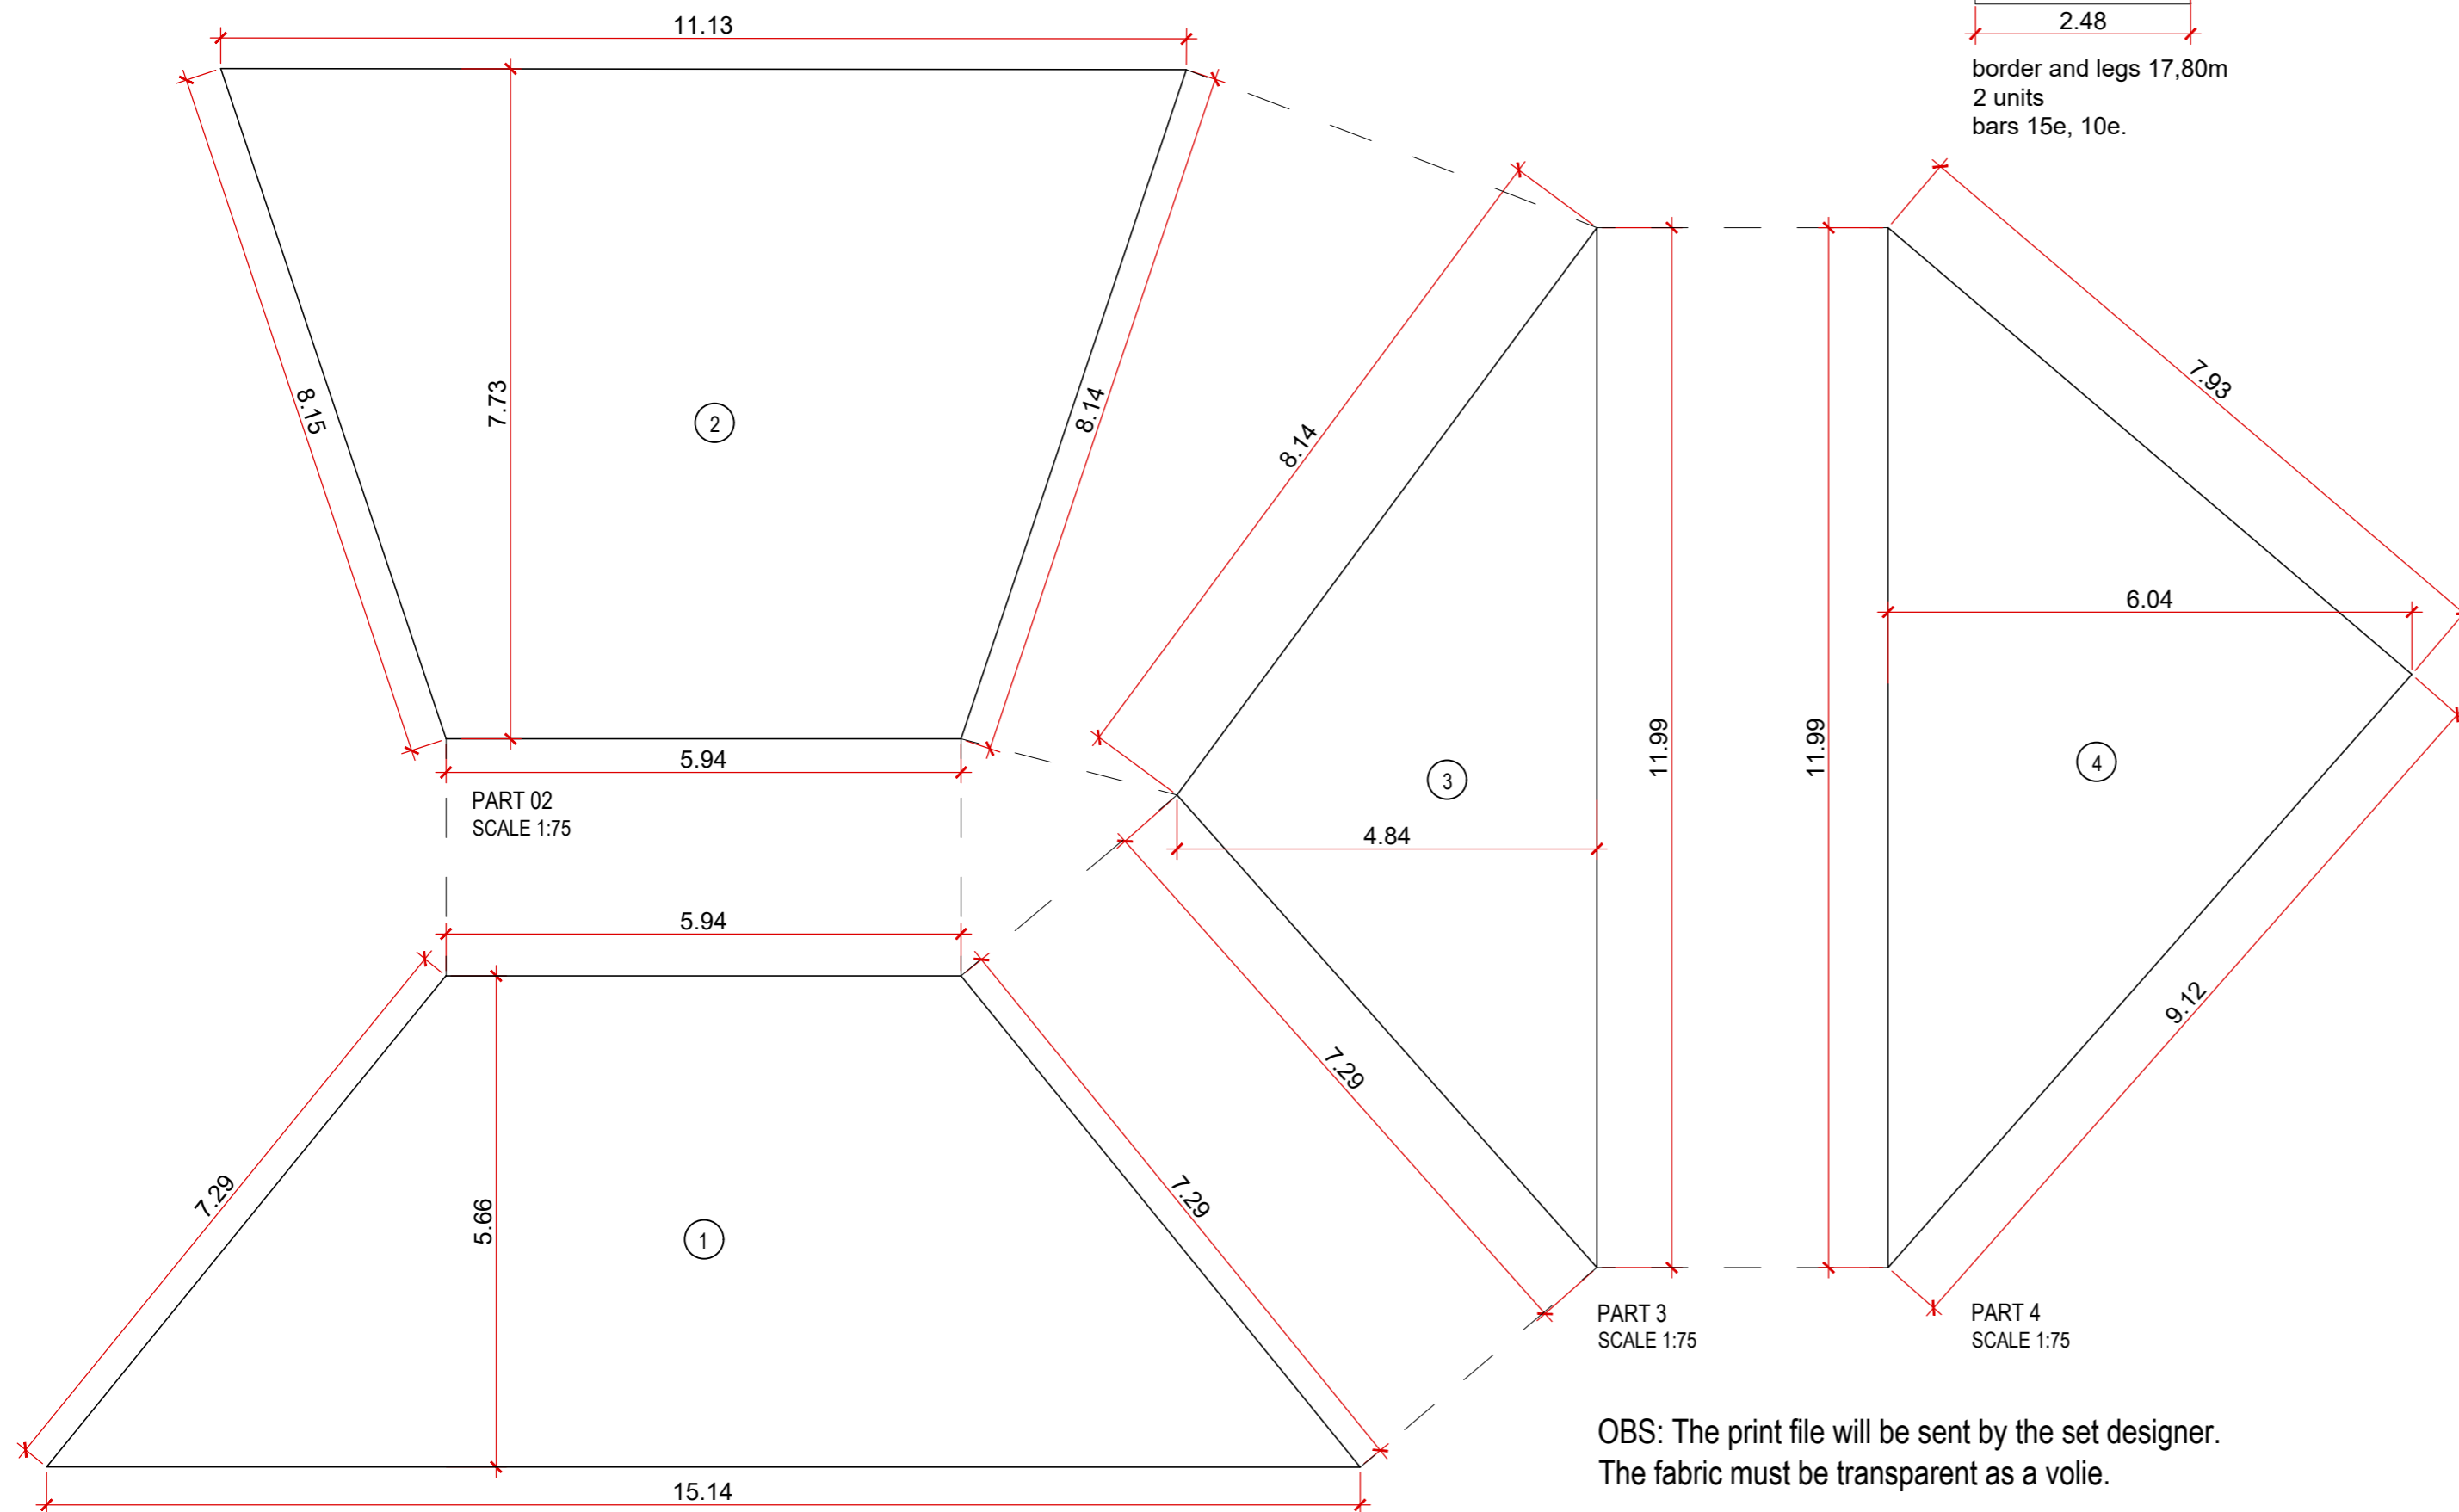 11.13
2.48
border and legs 17,80m
2 units
bars 15e, 10e.
8.15
7.73
2
8.14
8.14
7.93
6.04
11.99
11.99
3
4
5.94
PART 02
SCALE 1:75
4.84
5.94
7.29
5.66
1
7.29
7.29
9.12
PART 3
SCALE 1:75
PART 4
SCALE 1:75
15.14
OBS: The print file will be sent by the set designer.
The fabric must be transparent as a volie.